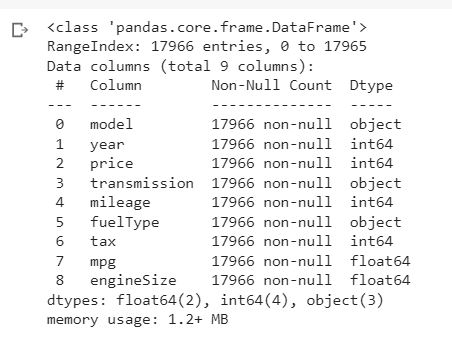 <class 'pandas.core.frame.DataFrame'>
RangeIndex: 17966 entries, 0 to 17965
Data columns (total 9 columns):
 #   Column        Non-Null Count  Dtype
---  ------        --------------  -----
 0   model         17966 non-null  object
 1   year          17966 non-null  int64
 2   price         17966 non-null  int64
 3   transmission  17966 non-null  object
 4   mileage       17966 non-null  int64
 5   fuelType      17966 non-null  object
 6   tax           17966 non-null  int64
 7   mpg           17966 non-null  float64
 8   engineSize    17966 non-null  float64
dtypes: float64(2), int64(4), object(3)
memory usage: 1.2+ MB